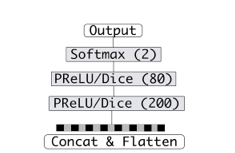 Output
Softmax (2)
PReLU/Dice (80)
PReLU/Dice (200)
Concat & Flatten